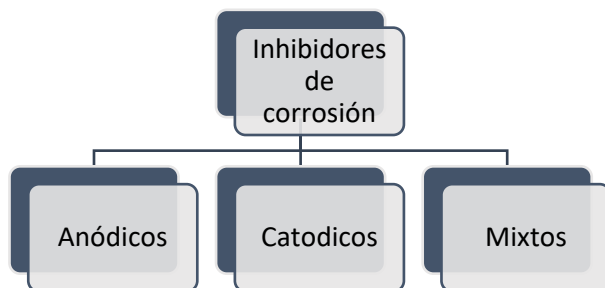 Inhibidores
de
corrosión
Anódicos
Catodicos
Mixtos